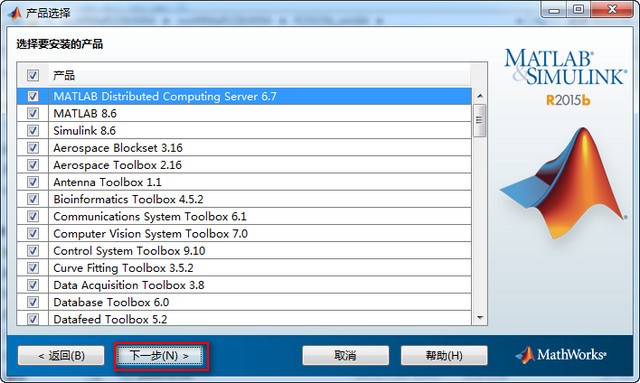 产品选择
选择要安装的产品
产品
MATLAB Distributed Computing Server 6.7
MATLAB 8.6
Simulink 8.6
Aerospace Blockset 3.16
Aerospace Toolbox 2.16
Antenna Toolbox 1.1
Bioinformatics Toolbox 4.5.2
Communications System Toolbox 6.1
Computer Vision System Toolbox 7.0
Control System Toolbox 9.10
Curve Fitting Toolbox 3.5.2
Data Acquisition Toolbox 3.8
Database Toolbox 6.0
Datafeed Toolbox 5.2
MATLAB®
&SIMULINK®
R2015b
< 返回(B)
下一步(N) >
取消
帮助(H)
MathWorks®